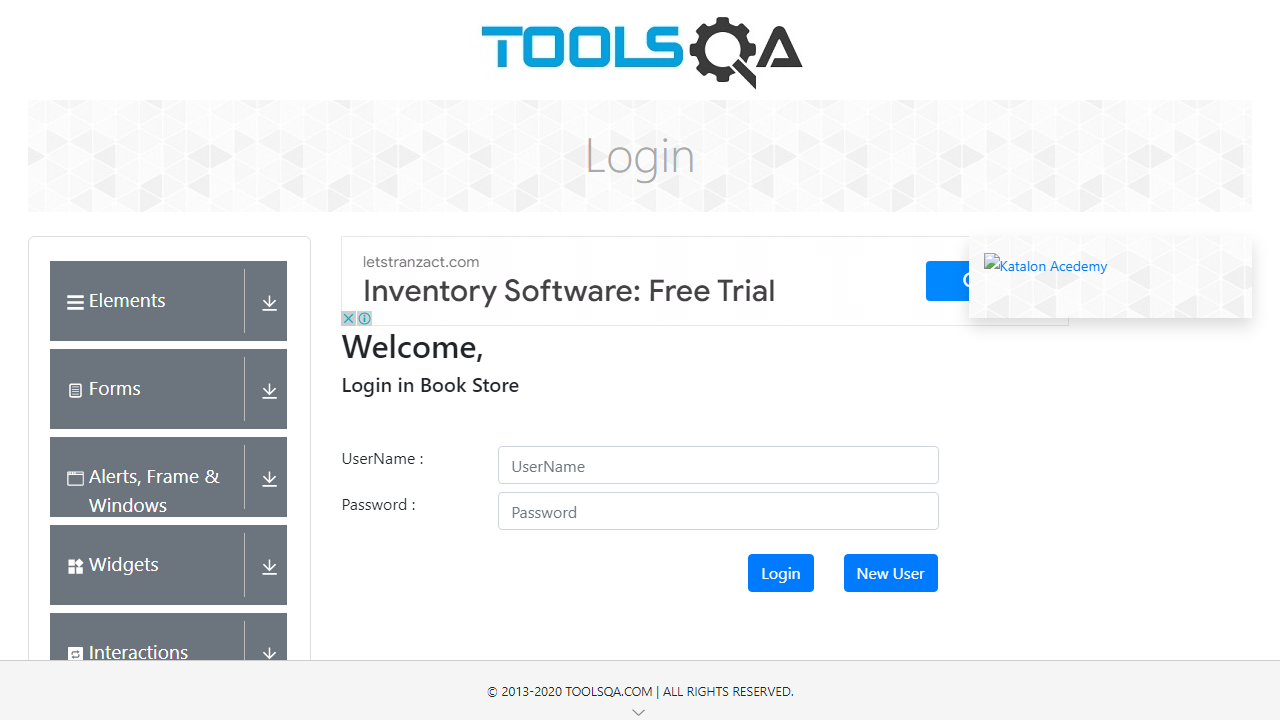 TOOLSQA
Login
Elements
Forms
Alerts, Frame &
Windows
Widgets
Interactions
letstranzact.com
Inventory Software: Free Trial
Katalon Acedemy
Welcome,
Login in Book Store
UserName :
UserName
Password :
Password
Login
New User
© 2013-2020 TOOLSQA.COM | ALL RIGHTS RESERVED.